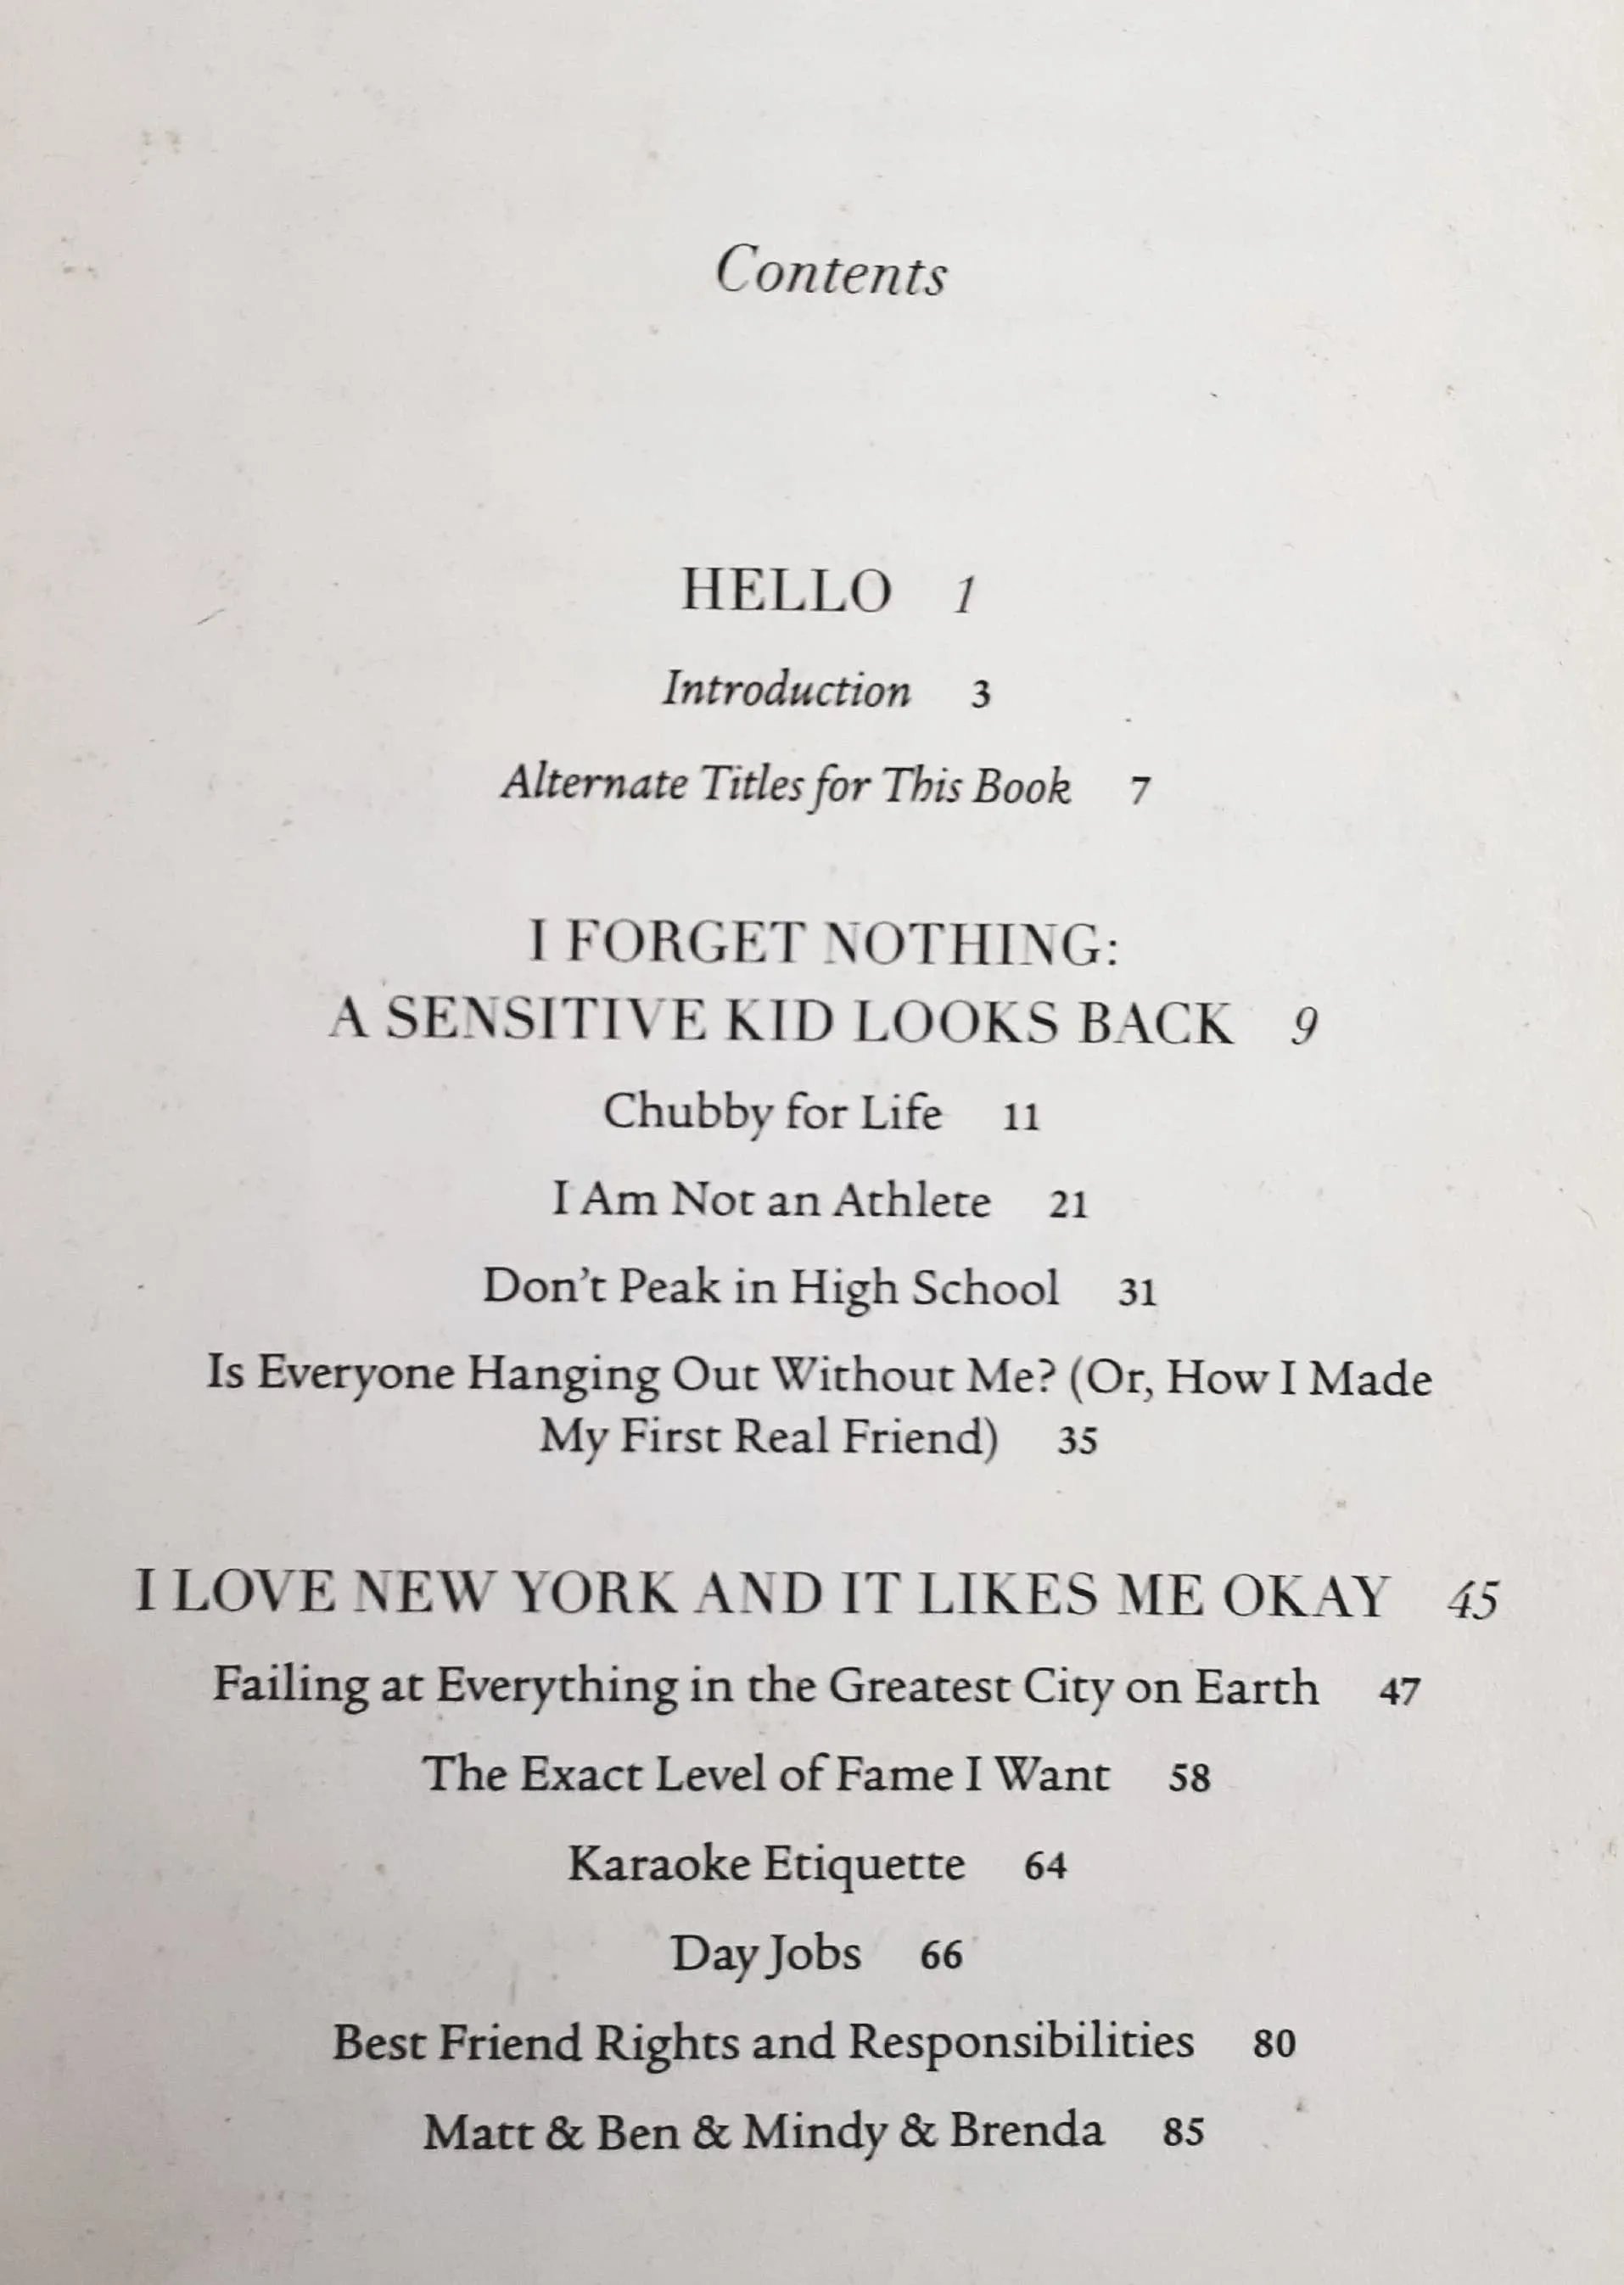 Contents
HELLO 1
Introduction 3
Alternate Titles for This Book 7
I FORGET NOTHING:
A SENSITIVE KID LOOKS BACK 9
Chubby for Life 11
I Am Not an Athlete 21
Don’t Peak in High School 31
Is Everyone Hanging Out Without Me? (Or, How I Made
My First Real Friend) 35
I LOVE NEW YORK AND IT LIKES ME OKAY 45
Failing at Everything in the Greatest City on Earth 47
The Exact Level of Fame I Want 58
Karaoke Etiquette 64
Day Jobs 66
Best Friend Rights and Responsibilities 80
Matt & Ben & Mindy & Brenda 85